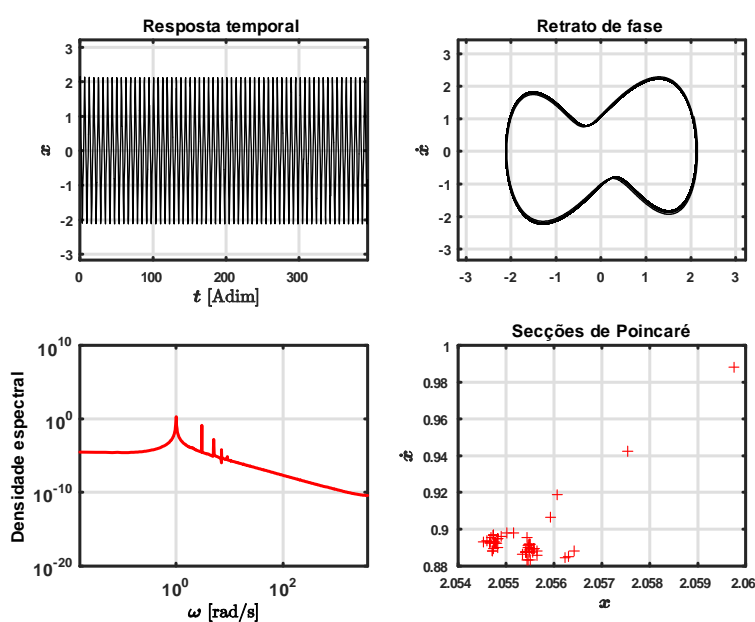 Resposta temporal
3
2
1
0
-1
-2
-3
x
0 100 200 300
t [Adim]
Retrato de fase
3
2
1
0
-1
-2
-3
ẋ
-3 -2 -1 0 1 2 3
x
10^10
10^0
10^-10
10^-20
Densidade espectral
10^0 10^2
ω [rad/s]
Secções de Poincaré
1
0.98
0.96
0.94
0.92
0.9
0.88
ẋ
2.054 2.055 2.056 2.057 2.058 2.059 2.06
x